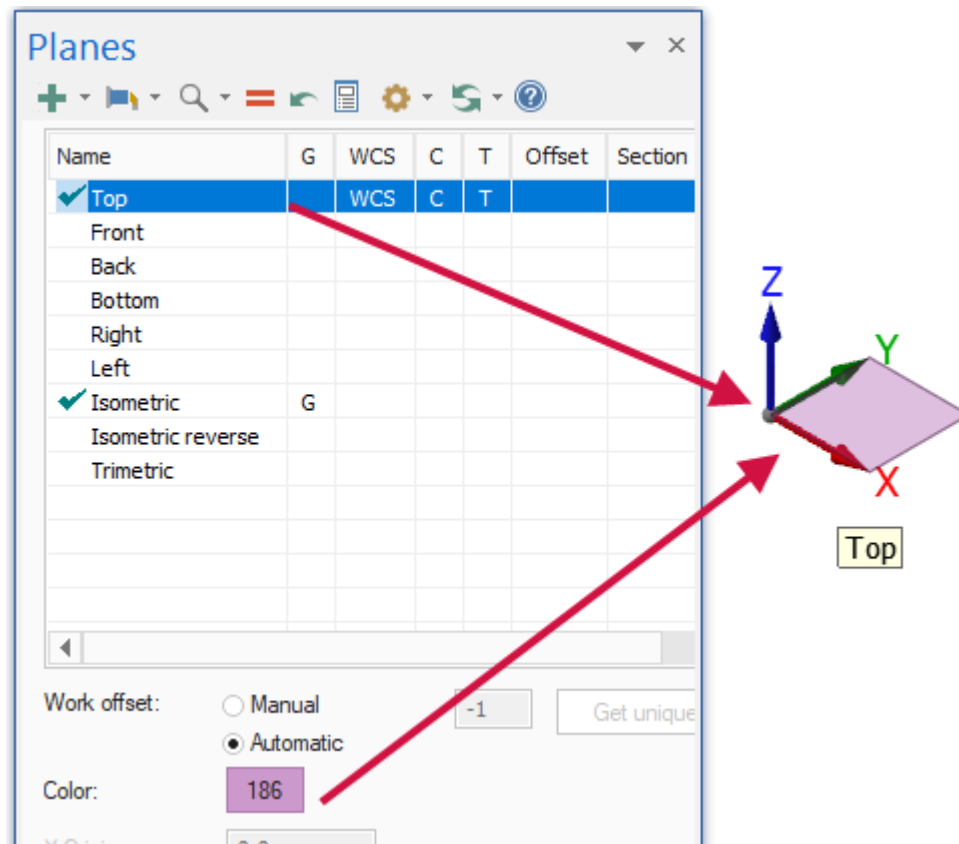 Planes
Name G WCS C T Offset Section
Top WCS C T
Front
Back
Bottom
Right
Left
Isometric G
Isometric reverse
Trimetric
Z
Y
X
Top
Work offset: Manual -1 Get unique
Automatic
Color: 186